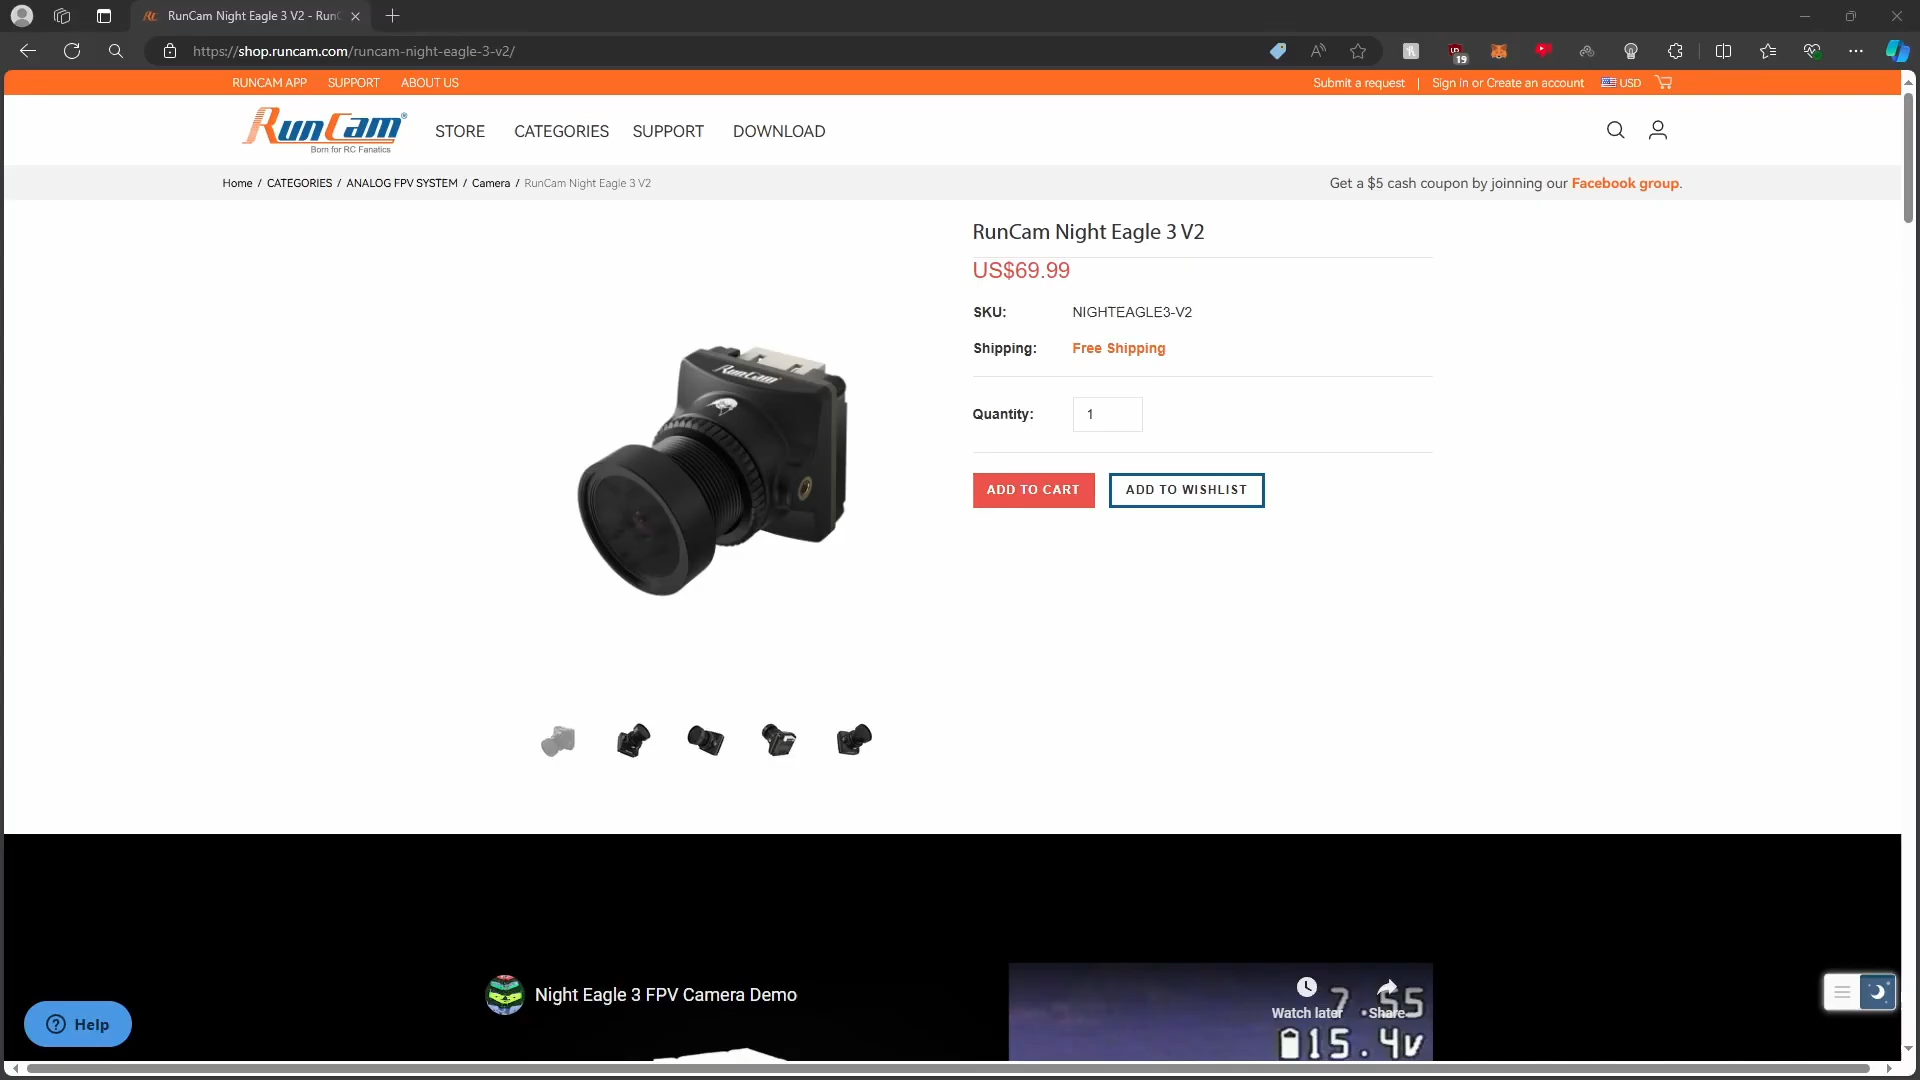 RunCam Night Eagle 3 V2 - RunC
https://shop.runcam.com/runcam-night-eagle-3-v2/
19
RUNCAM APP SUPPORT ABOUT US
Submit a request | Sign in or Create an account USD
RunCam®
Born for RC Fanatics
STORE CATEGORIES SUPPORT DOWNLOAD
Home / CATEGORIES / ANALOG FPV SYSTEM / Camera / RunCam Night Eagle 3 V2
Get a $5 cash coupon by joinning our Facebook group.
RunCam Night Eagle 3 V2
US$69.99
SKU: NIGHTEAGLE3-V2
Shipping: Free Shipping
Quantity: 1
ADD TO CART ADD TO WISHLIST
RunCam
Night Eagle 3 FPV Camera Demo
Watch later Share
7:55
15.4v
Help